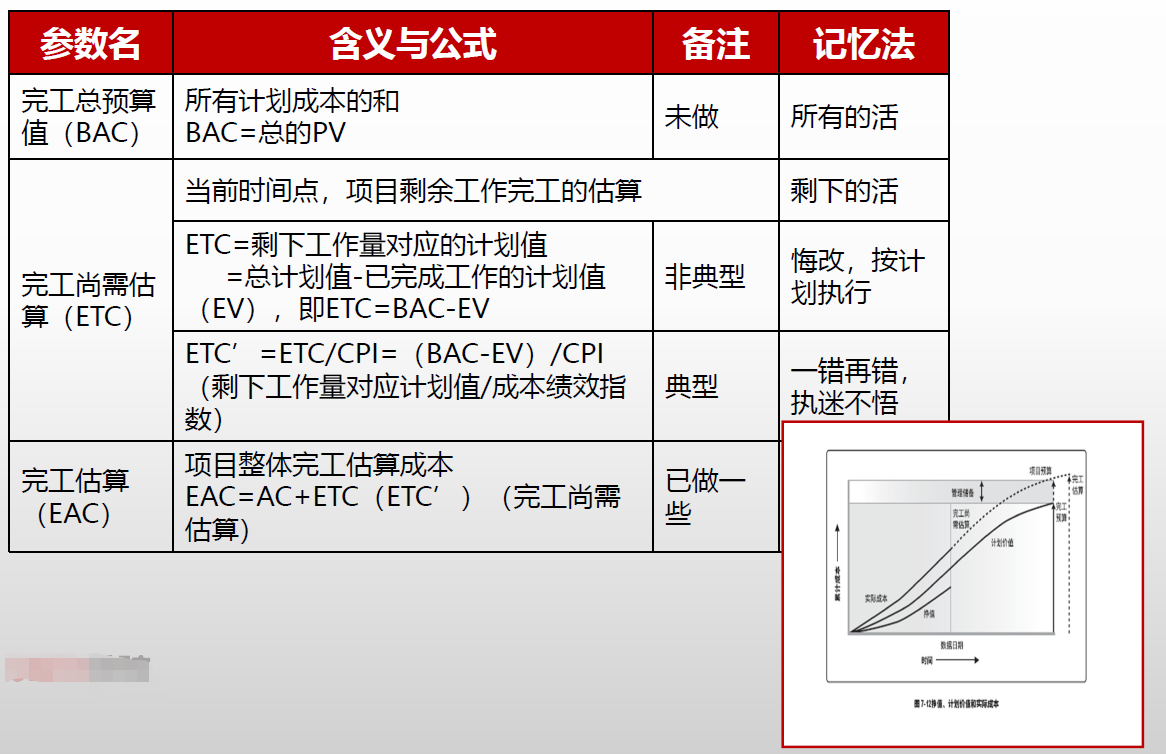 参数名 含义与公式 备注 记忆法
完工总预算
值（BAC）
所有计划成本的和
BAC=总的PV
未做
所有的活
完工尚需估
算（ETC）
当前时间点，项目剩余工作完工的估算
剩下的活
ETC=剩下工作量对应的计划值
=总计划值-已完成工作的计划值
（EV），即ETC=BAC-EV
非典型
悔改，按计
划执行
ETC′=ETC/CPI=（BAC-EV）/CPI
（剩下工作量对应计划值/成本绩效指
数）
典型
一错再错，
执迷不悟
完工估算
（EAC）
项目整体完工估算成本
EAC=AC+ETC（ETC′）（完工尚需
估算）
已做一
些
项目预算
完工
估算
管理储备
完工尚
需估算
完工
预算
计划价值
累计成本
实际成本
挣值
数据日期
时间
图7-12挣值、计划价值和实际成本